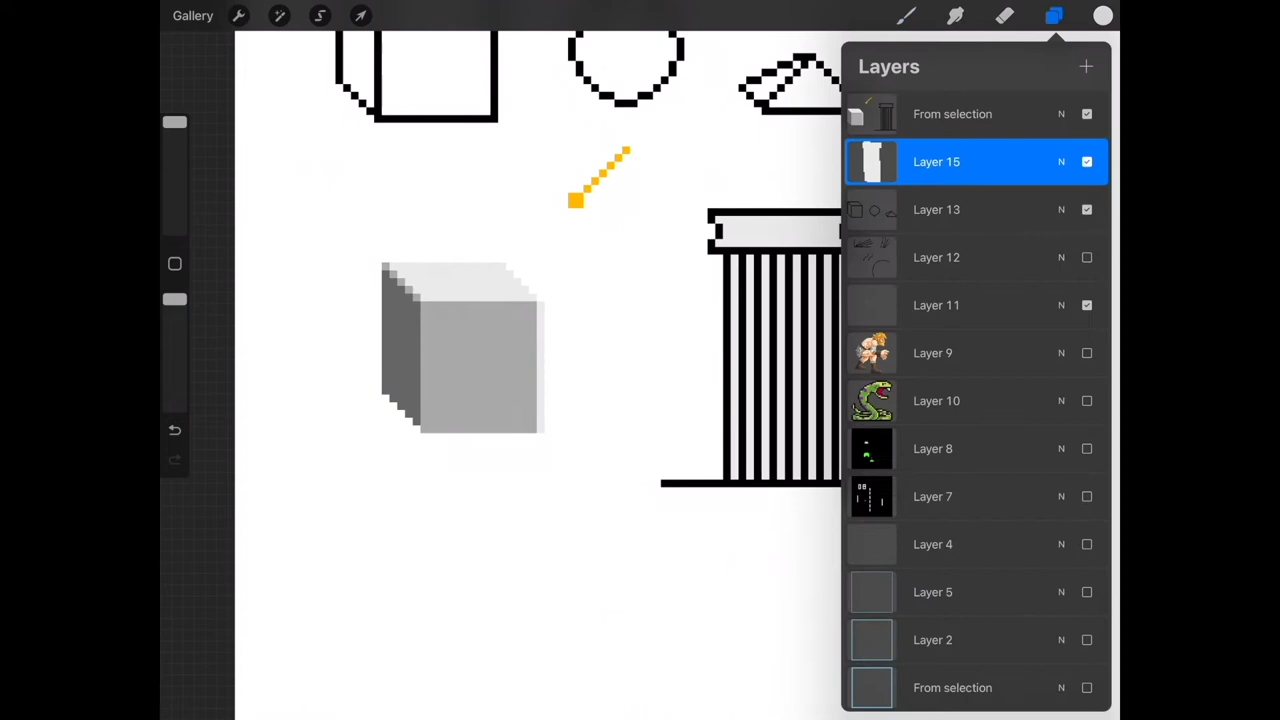 Gallery
Layers
From selection N
Layer 15 N
Layer 13 N
Layer 12 N
Layer 11 N
Layer 9 N
Layer 10 N
Layer 8 N
Layer 7 N
Layer 4 N
Layer 5 N
Layer 2 N
From selection N